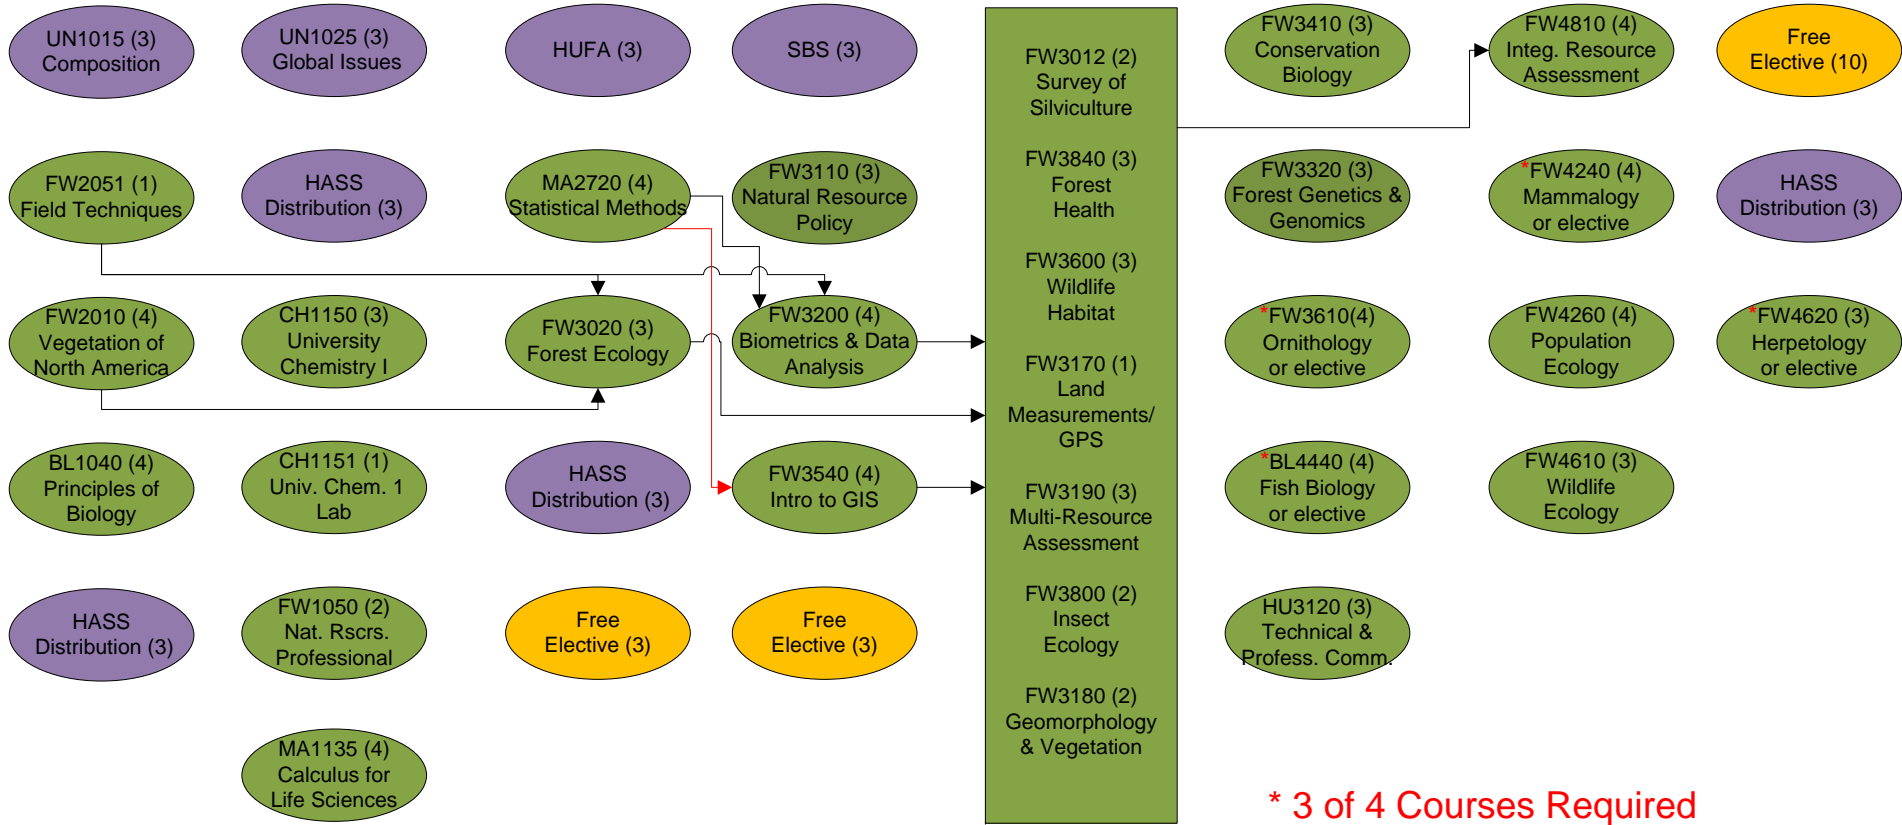 UN1015 (3)
Composition
FW2051 (1)
Field Techniques
FW2010 (4)
Vegetation of
North America
BL1040 (4)
Principles of
Biology
HASS
Distribution (3)
UN1025 (3)
Global Issues
HASS
Distribution (3)
CH1150 (3)
University
Chemistry I
CH1151 (1)
Univ. Chem. 1
Lab
FW1050 (2)
Nat. Rscrs.
Professional
MA1135 (4)
Calculus for
Life Sciences
HUFA (3)
MA2720 (4)
Statistical Methods
FW3020 (3)
Forest Ecology
HASS
Distribution (3)
Free
Elective (3)
SBS (3)
FW3110 (3)
Natural Resource
Policy
FW3200 (4)
Biometrics & Data
Analysis
FW3540 (4)
Intro to GIS
Free
Elective (3)
FW3012 (2)
Survey of
Silviculture
FW3840 (3)
Forest
Health
FW3600 (3)
Wildlife
Habitat
FW3170 (1)
Land
Measurements/
GPS
FW3190 (3)
Multi-Resource
Assessment
FW3800 (2)
Insect
Ecology
FW3180 (2)
Geomorphology
& Vegetation
FW3410 (3)
Conservation
Biology
FW3320 (3)
Forest Genetics &
Genomics
*FW3610(4)
Ornithology
or elective
*BL4440 (4)
Fish Biology
or elective
HU3120 (3)
Technical &
Profess. Comm.
FW4810 (4)
Integ. Resource
Assessment
*FW4240 (4)
Mammalogy
or elective
FW4260 (4)
Population
Ecology
FW4610 (3)
Wildlife
Ecology
Free
Elective (10)
HASS
Distribution (3)
*FW4620 (3)
Herpetology
or elective
* 3 of 4 Courses Required